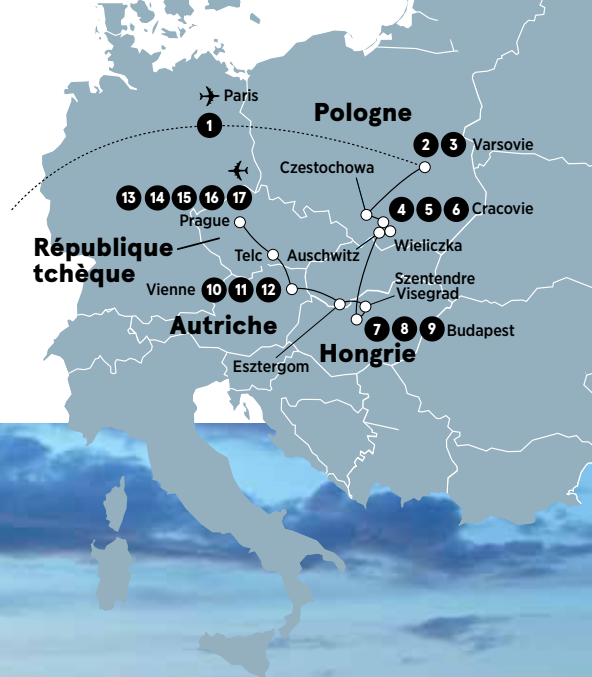 Paris
1
Pologne
2 3 Varsovie
Czestochowa
13 14 15 16 17
4 5 6 Cracovie
Prague
Wieliczka
République
tchèque
Telc
Auschwitz
Szentendre
Visegrad
Vienne 10 11 12
Autriche
7 8 9 Budapest
Hongrie
Esztergom